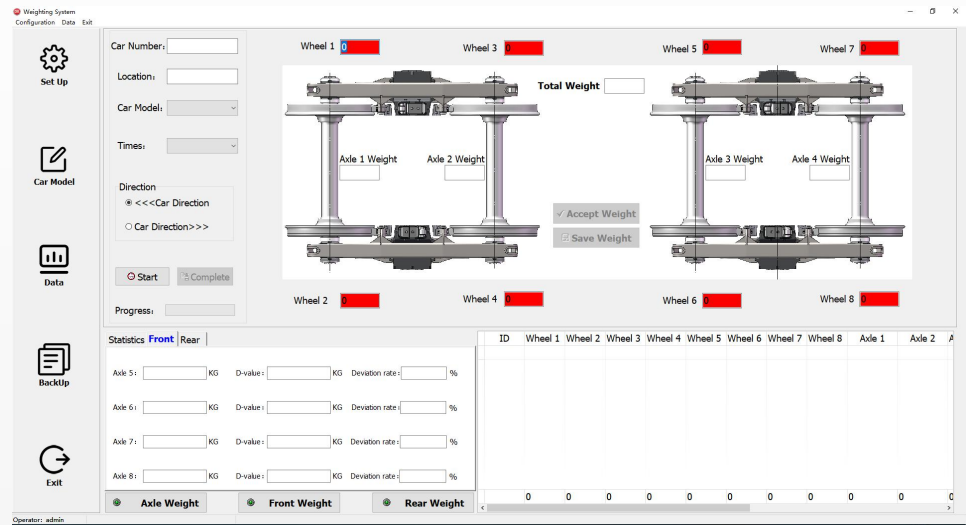 Weighting System
Configuration Data Exit
Set Up
Car Model
Data
BackUp
Exit
Car Number:
Location:
Car Model:
Times:
Direction
<<<Car Direction
Car Direction>>>
Start Complete
Progress:
Wheel 1 0 Wheel 3 0 Wheel 5 0 Wheel 7 0
Total Weight
Axle 1 Weight Axle 2 Weight Axle 3 Weight Axle 4 Weight
Accept Weight
Save Weight
Wheel 2 0 Wheel 4 0 Wheel 6 0 Wheel 8 0
Statistics Front Rear
Axle 5: KG D-value: KG Deviation rate: %
Axle 6: KG D-value: KG Deviation rate: %
Axle 7: KG D-value: KG Deviation rate: %
Axle 8: KG D-value: KG Deviation rate: %
Axle Weight Front Weight Rear Weight
ID Wheel 1 Wheel 2 Wheel 3 Wheel 4 Wheel 5 Wheel 6 Wheel 7 Wheel 8 Axle 1 Axle 2 A
0 0 0 0 0 0 0 0 0 0 0
Operator: admin